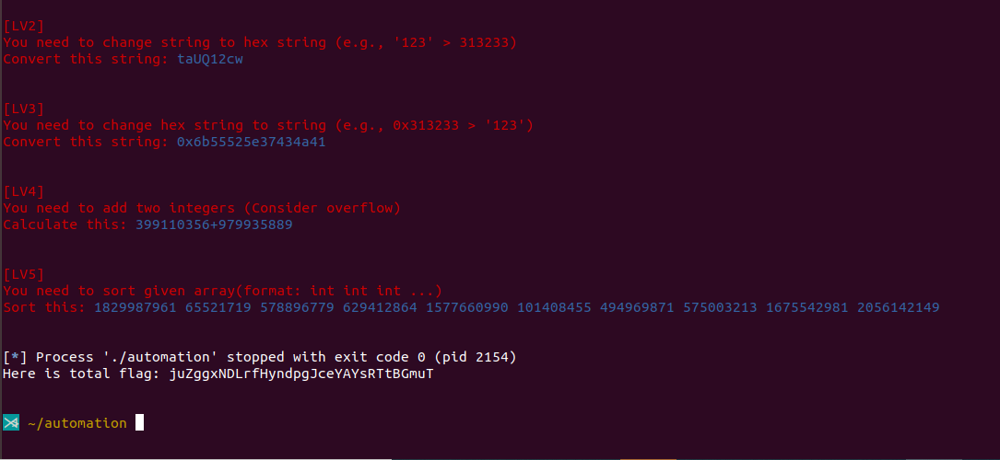 [LV2]
You need to change string to hex string (e.g., '123' > 313233)
Convert this string: taUQ12cw
[LV3]
You need to change hex string to string (e.g., 0x313233 > '123')
Convert this string: 0x6b55525e37434a41
[LV4]
You need to add two integers (Consider overflow)
Calculate this: 399110356+979935889
[LV5]
You need to sort given array(format: int int int ...)
Sort this: 1829987961 65521719 578896779 629412864 1577660990 101408455 494969871 575003213 1675542981 2056142149
[*] Process './automation' stopped with exit code 0 (pid 2154)
Here is total flag: juZggxNDLrfHyndpgJceYAYsRTtBGmuT
~/automation